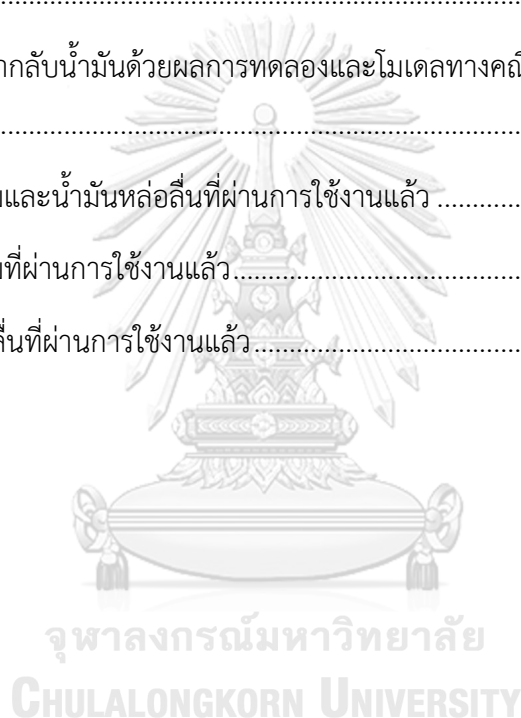 ...............................................................................
ากลับน้ำมันด้วยผลการทดลองและโมเดลทางคณิ
...............................................................................
และน้ำมันหล่อลื่นที่ผ่านการใช้งานแล้ว ............
ที่ผ่านการใช้งานแล้ว..........................................
ลื่นที่ผ่านการใช้งานแล้ว.......................................
จุฬาลงกรณ์มหาวิทยาลัย
CHULALONGKORN UNIVERSITY